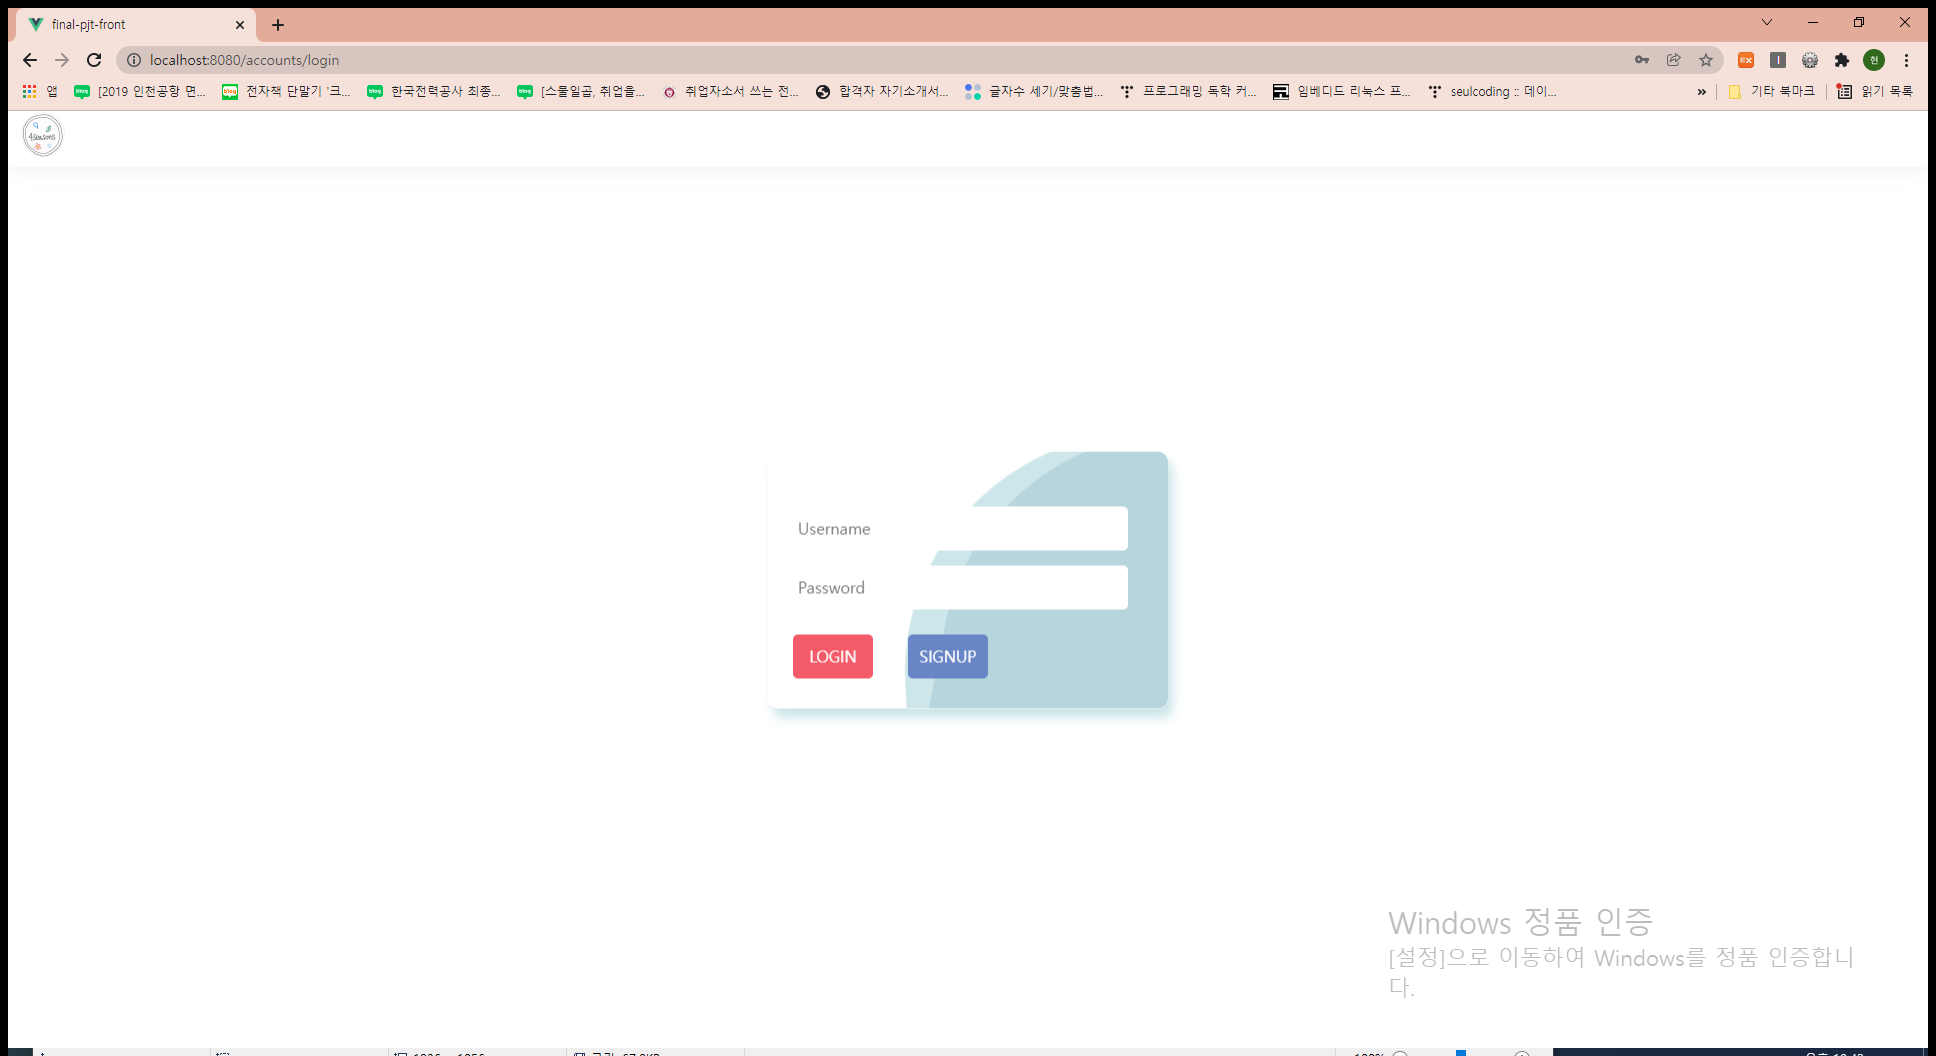 final-pjt-front
localhost:8080/accounts/login
EX
현
앱
[2019 인천공항 면...
전자책 단말기 '크...
한국전력공사 최종...
[스물일곱, 취업을...
취업자소서 쓰는 전...
합격자 자기소개서...
글자수 세기/맞춤법...
프로그래밍 독학 커...
임베디드 리눅스 프...
seulcoding :: 데이...
»
기타 북마크
읽기 목록
4seasons
Username
Password
LOGIN
SIGNUP
Windows 정품 인증
[설정]으로 이동하여 Windows를 정품 인증합니
다.